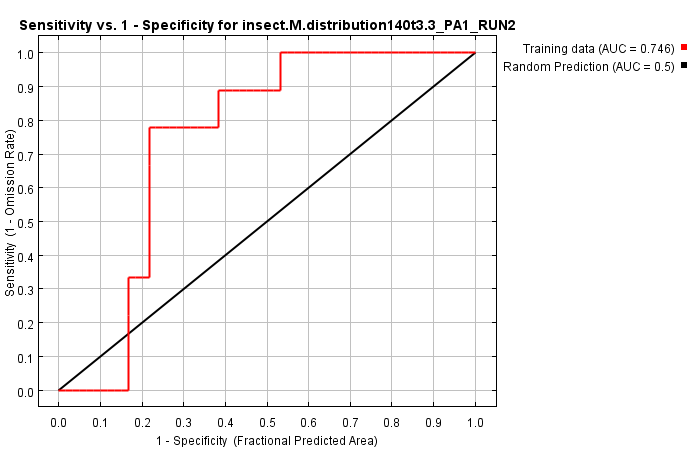 Sensitivity vs. 1 - Specificity for insect.M.distribution140t3.3_PA1_RUN2
Training data (AUC = 0.746)
Random Prediction (AUC = 0.5)
Sensitivity (1 - Omission Rate)
1.0
0.9
0.8
0.7
0.6
0.5
0.4
0.3
0.2
0.1
0.0
0.0 0.1 0.2 0.3 0.4 0.5 0.6 0.7 0.8 0.9 1.0
1 - Specificity (Fractional Predicted Area)